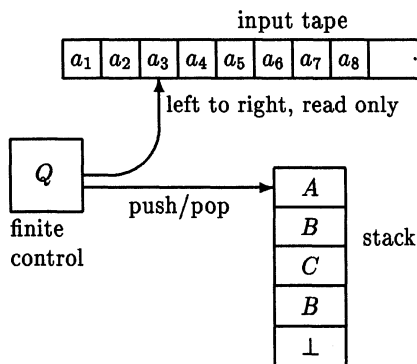 input tape
a₁ a₂ a₃ a₄ a₅ a₆ a₇ a₈ ·
left to right, read only
Q
push/pop
finite
control
A
B
C
B
⊥
stack